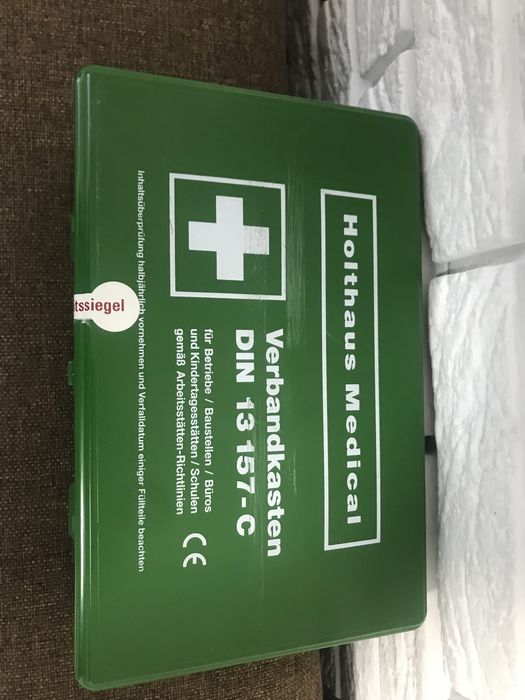 Holthaus Medical
Verbandkasten
DIN 13 157-C
für Betriebe / Baustellen / Büros
und Kindertagesstätten / Schulen
gemäß Arbeitsstätten-Richtlinien
CE
Inhaltsüberprüfung halbjährlich vornehmen und Verfalldatum einiger Füllteile beachten
tssiegel